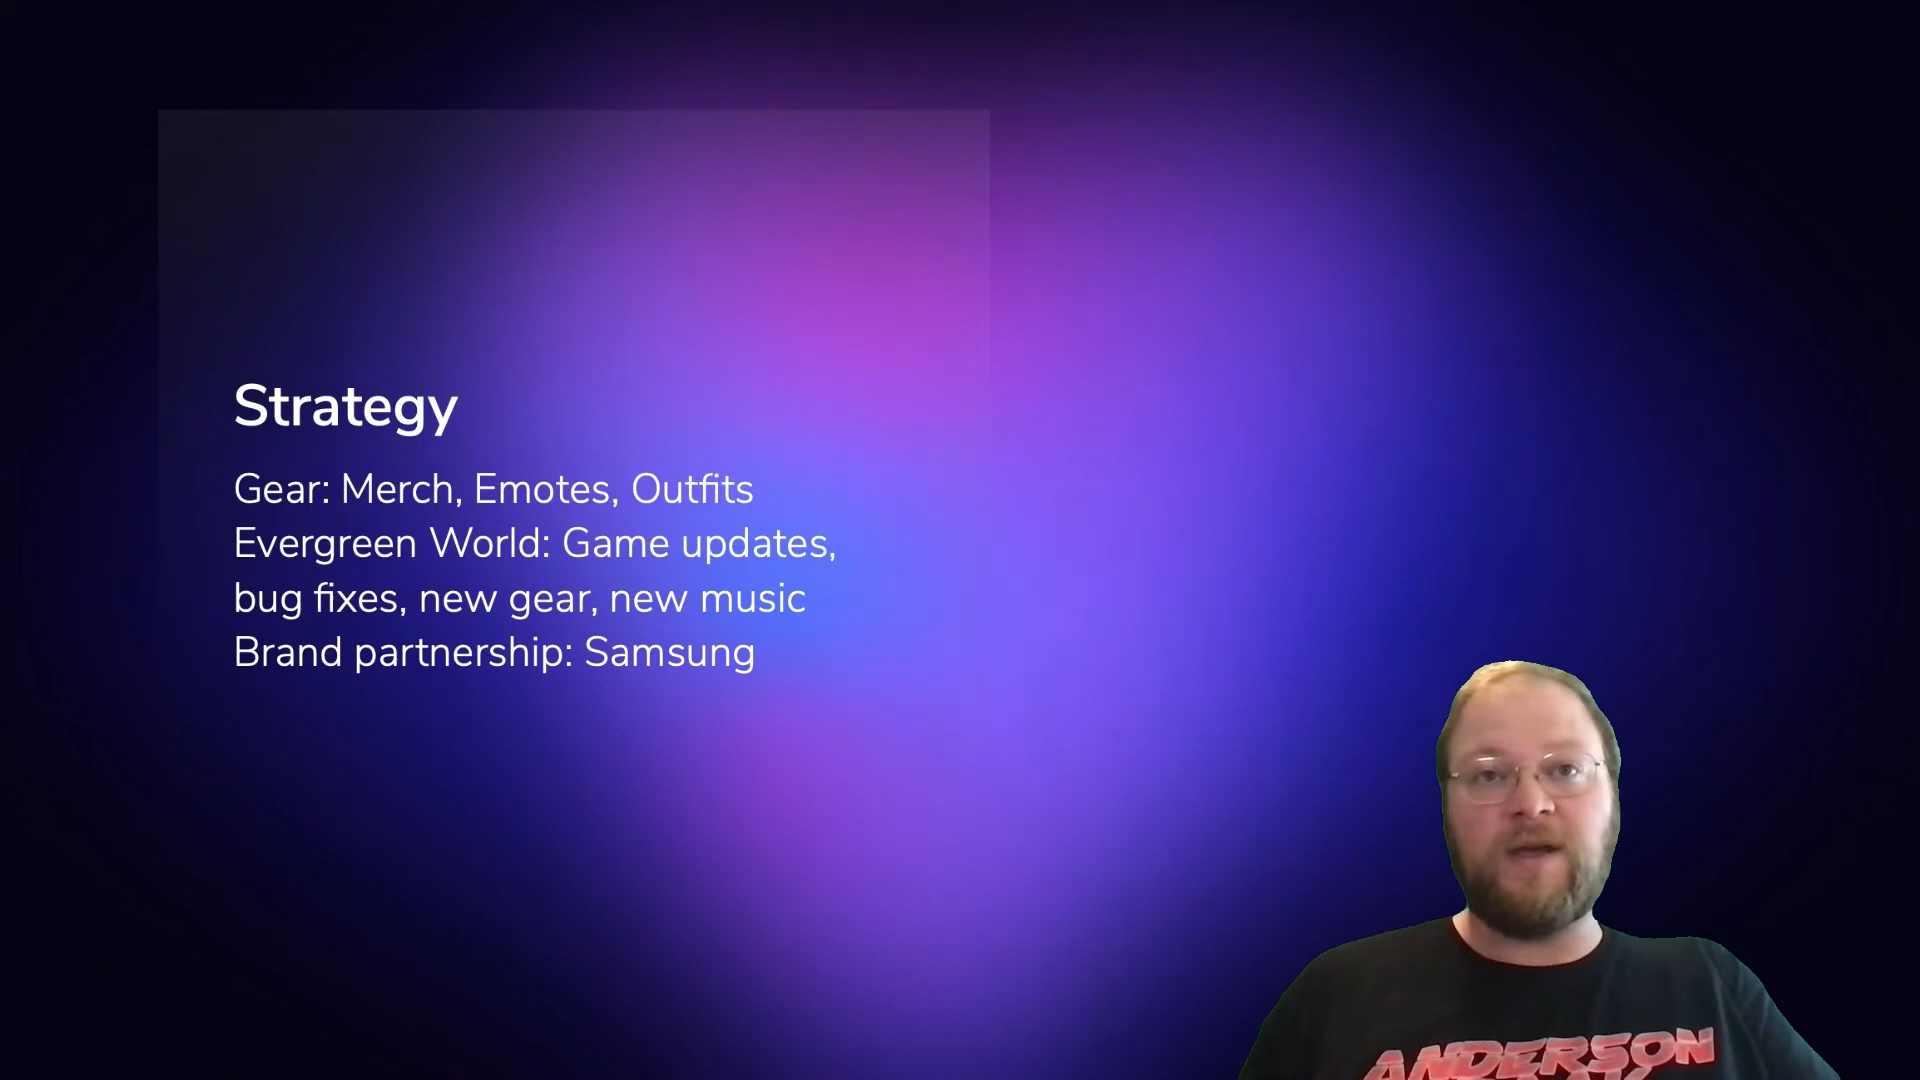 Strategy
Gear: Merch, Emotes, Outfits
Evergreen World: Game updates,
bug fixes, new gear, new music
Brand partnership: Samsung
ANDERSON